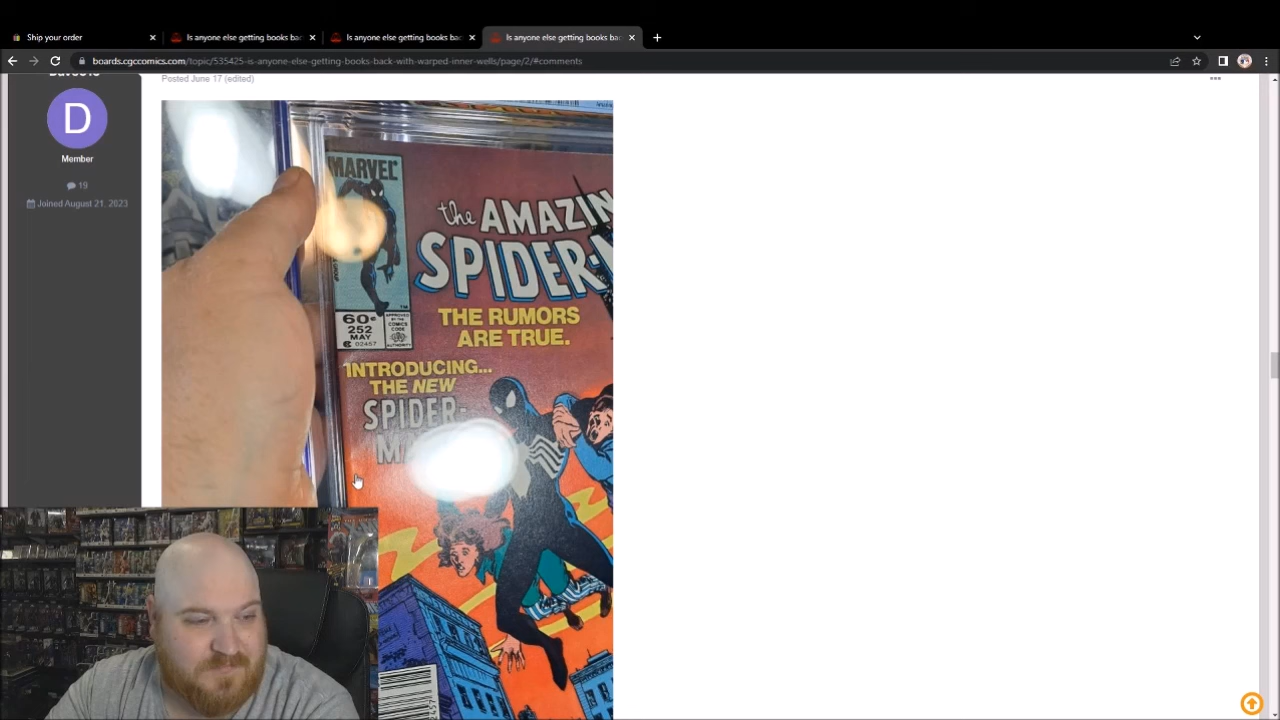 Ship your order
Is anyone else getting books bac
Is anyone else getting books bac
Is anyone else getting books bac
boards.cgccomics.com/topic/535425-is-anyone-else-getting-books-back-with-warped-inner-wells/page/2/#comments
Posted June 17 (edited)
D
Member
19
Joined August 21, 2023
MARVEL
60¢
252
MAY
02457
APPROVED
BY THE
COMICS
CODE
AUTHORITY
the AMAZIN
SPIDER-M
THE RUMORS
ARE TRUE.
INTRODUCING...
THE NEW
SPIDER-